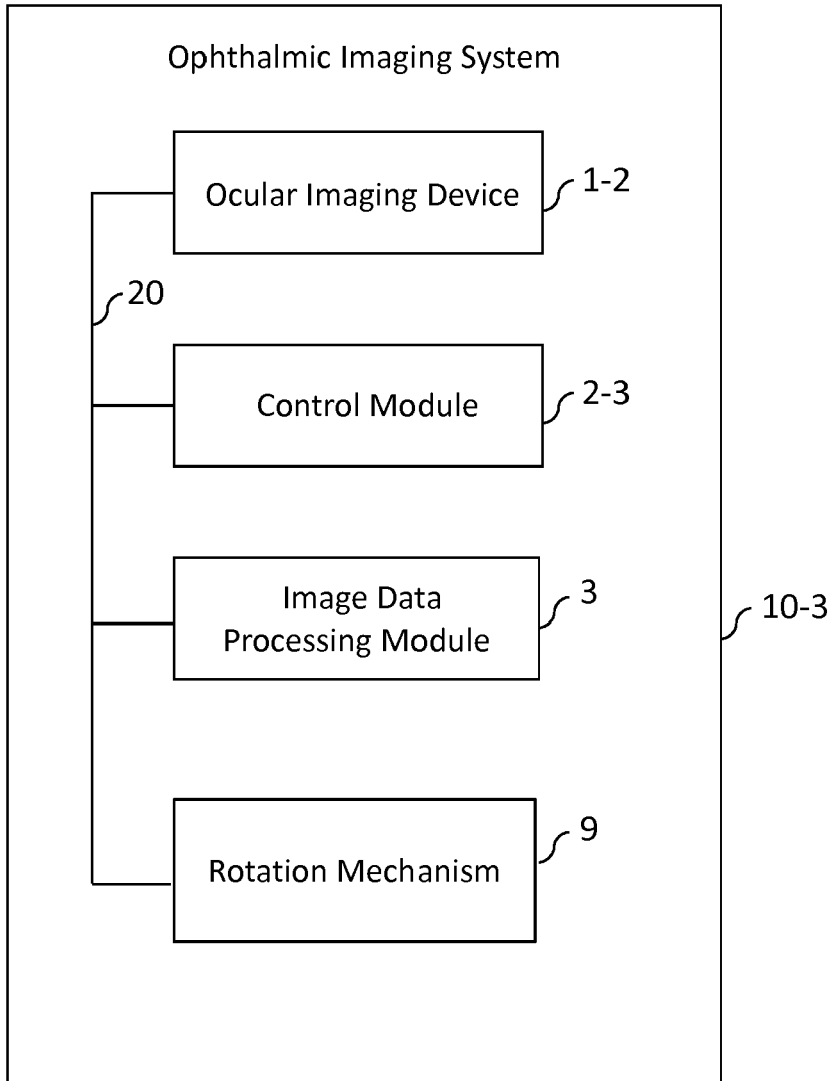 Ophthalmic Imaging System
Ocular Imaging Device
1-2
20
Control Module
2-3
Image Data
Processing Module
3
10-3
Rotation Mechanism
9